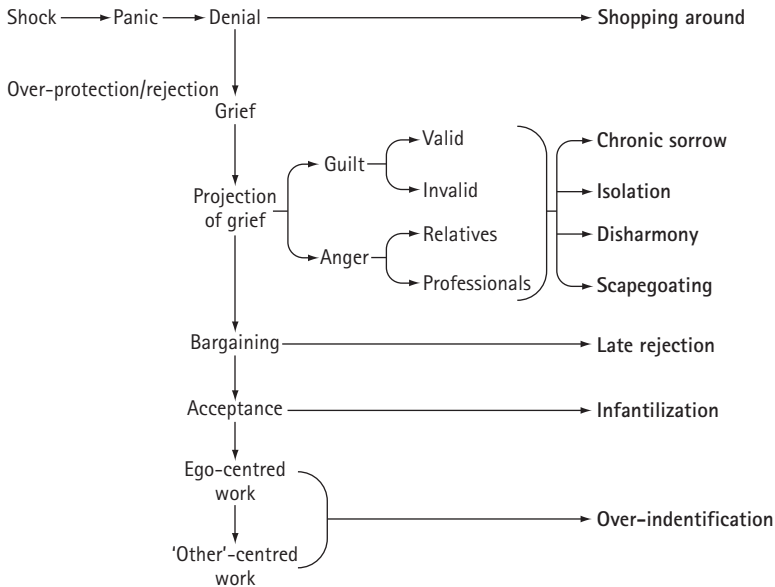 Shock Panic Denial Shopping around
Over-protection/rejection
Grief
Valid
Chronic sorrow
Guilt
Invalid
Isolation
Projection
of grief
Relatives
Disharmony
Anger
Professionals
Scapegoating
Bargaining Late rejection
Acceptance Infantilization
Ego-centred
work
Over-indentification
'Other'-centred
work